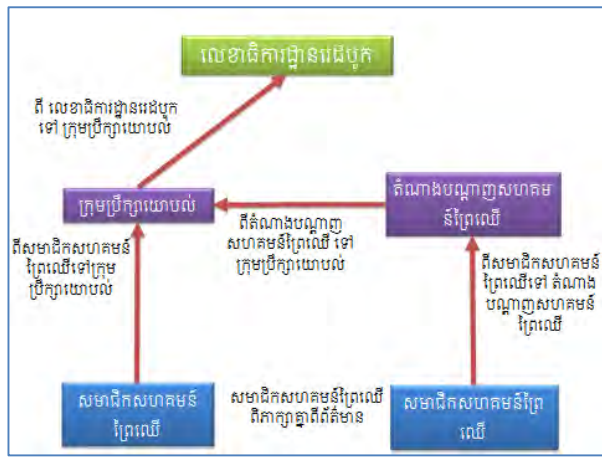 លេខាធិការដ្ឋានរេដបូក
ពី លេខាធិការដ្ឋានរេដបូក
ទៅ ក្រុមប្រឹក្សាយោបល់
ក្រុមប្រឹក្សាយោបល់
តំណាងបណ្តាញសហគម
ន៍ព្រៃឈើ
ពីតំណាងបណ្តាញ
សហគមន៍ព្រៃឈើ ទៅ
ក្រុមប្រឹក្សាយោបល់
ពីសមាជិកសហគមន៍
ព្រៃឈើទៅក្រុម
ប្រឹក្សាយោបល់
ពីសមាជិកសហគមន៍
ព្រៃឈើទៅ តំណាង
បណ្តាញសហគមន៍
ព្រៃឈើ
សមាជិកសហគមន៍
ព្រៃឈើ
សមាជិកសហគមន៍ព្រៃឈើ
ពិភាក្សាគ្នាពីព័ត៌មាន
សមាជិកសហគមន៍ព្រៃ
ឈើ